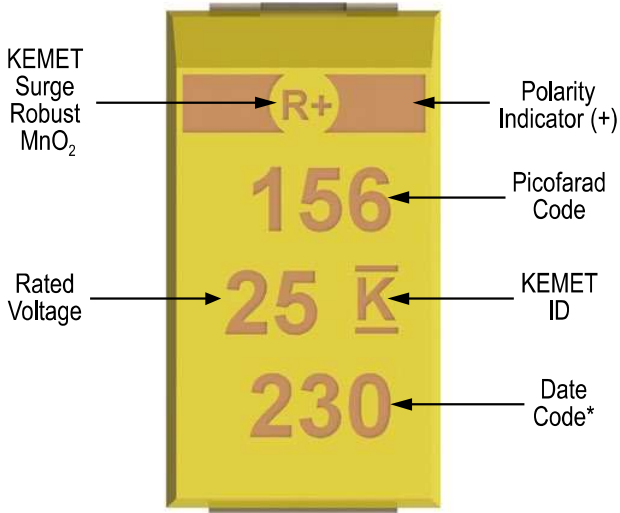 KEMET
Surge
Robust
MnO₂
R+
Polarity
Indicator (+)
156
Picofarad
Code
Rated
Voltage
25 K
KEMET
ID
230
Date
Code*